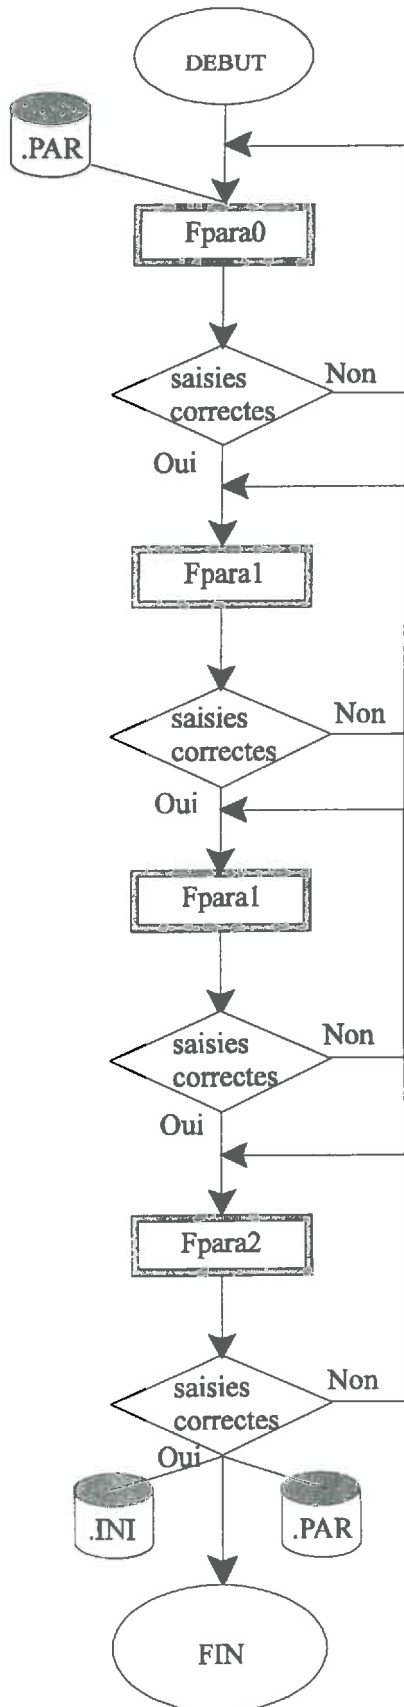 DEBUT
.PAR
Fpara0
saisies
correctes
Non
Oui
Fpara1
saisies
correctes
Non
Oui
Fpara1
saisies
correctes
Non
Oui
Fpara2
saisies
correctes
Non
Oui
.INI
.PAR
FIN